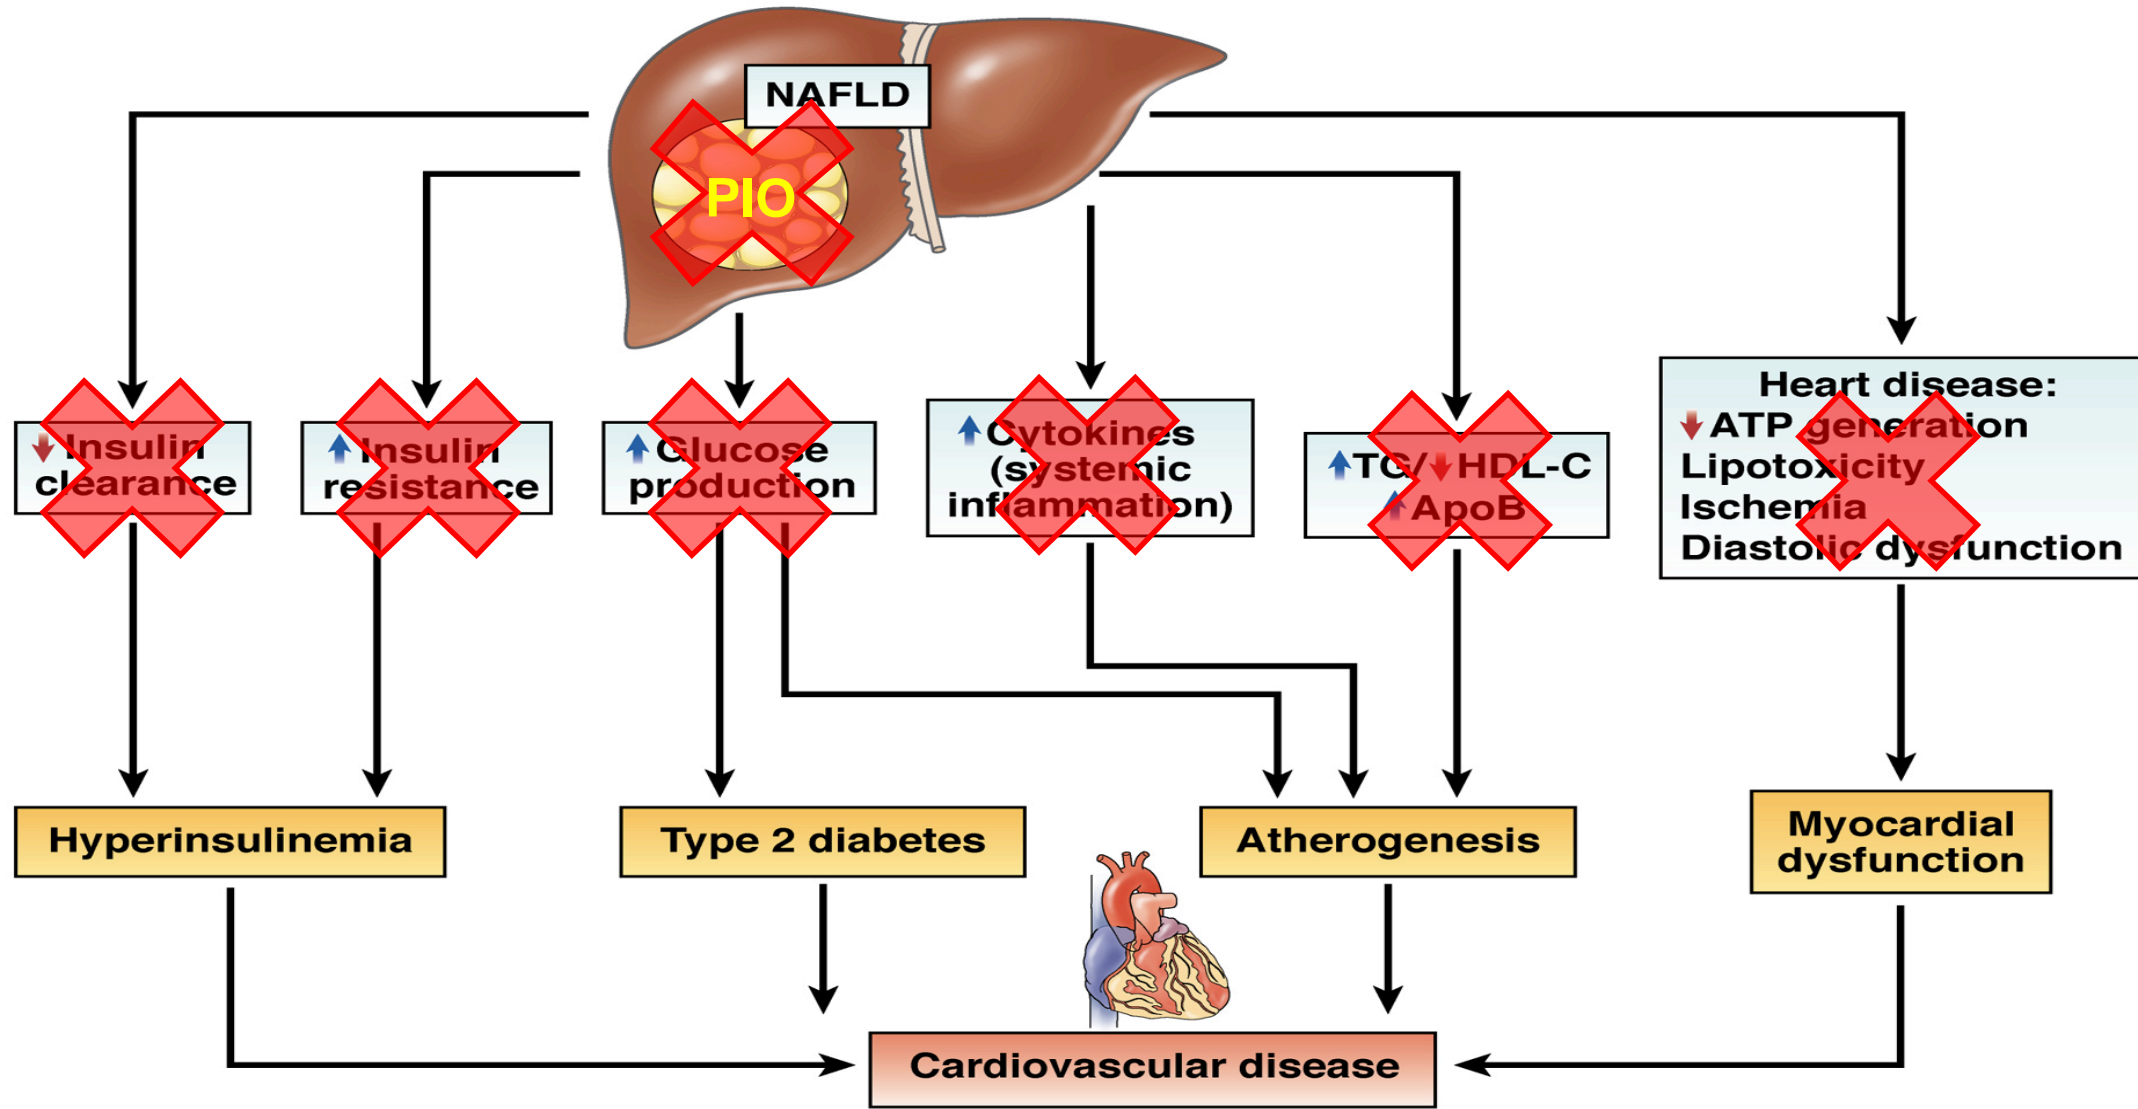 NAFLD
PIO
↓ Insulin
clearance
↑ Insulin
resistance
↑ Glucose
production
↑ Cytokines
(systemic
inflammation)
↑ TG/↓ HDL-C
↑ ApoB
Heart disease:
↓ ATP generation
Lipotoxicity
Ischemia
Diastolic dysfunction
Hyperinsulinemia
Type 2 diabetes
Atherogenesis
Myocardial
dysfunction
Cardiovascular disease